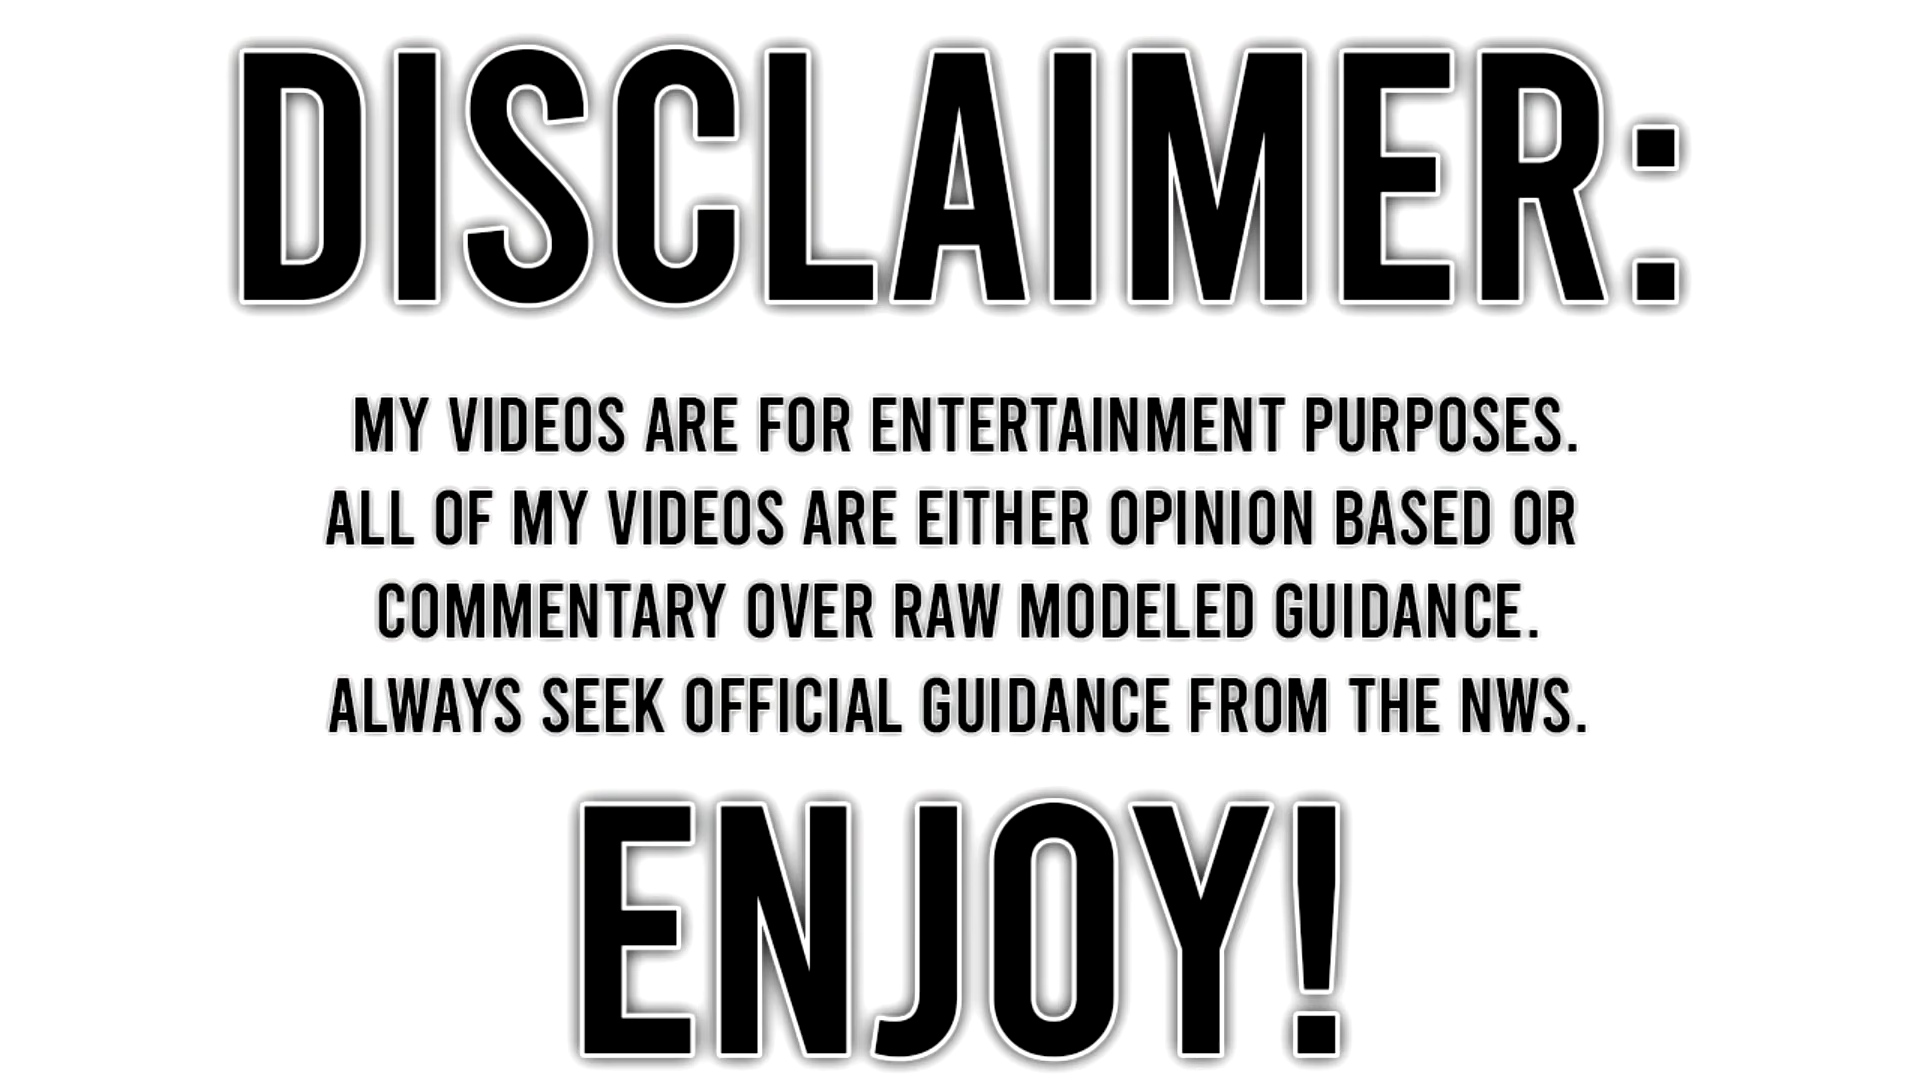 DISCLAIMER:
MY VIDEOS ARE FOR ENTERTAINMENT PURPOSES.
ALL OF MY VIDEOS ARE EITHER OPINION BASED OR
COMMENTARY OVER RAW MODELED GUIDANCE.
ALWAYS SEEK OFFICIAL GUIDANCE FROM THE NWS.
ENJOY!